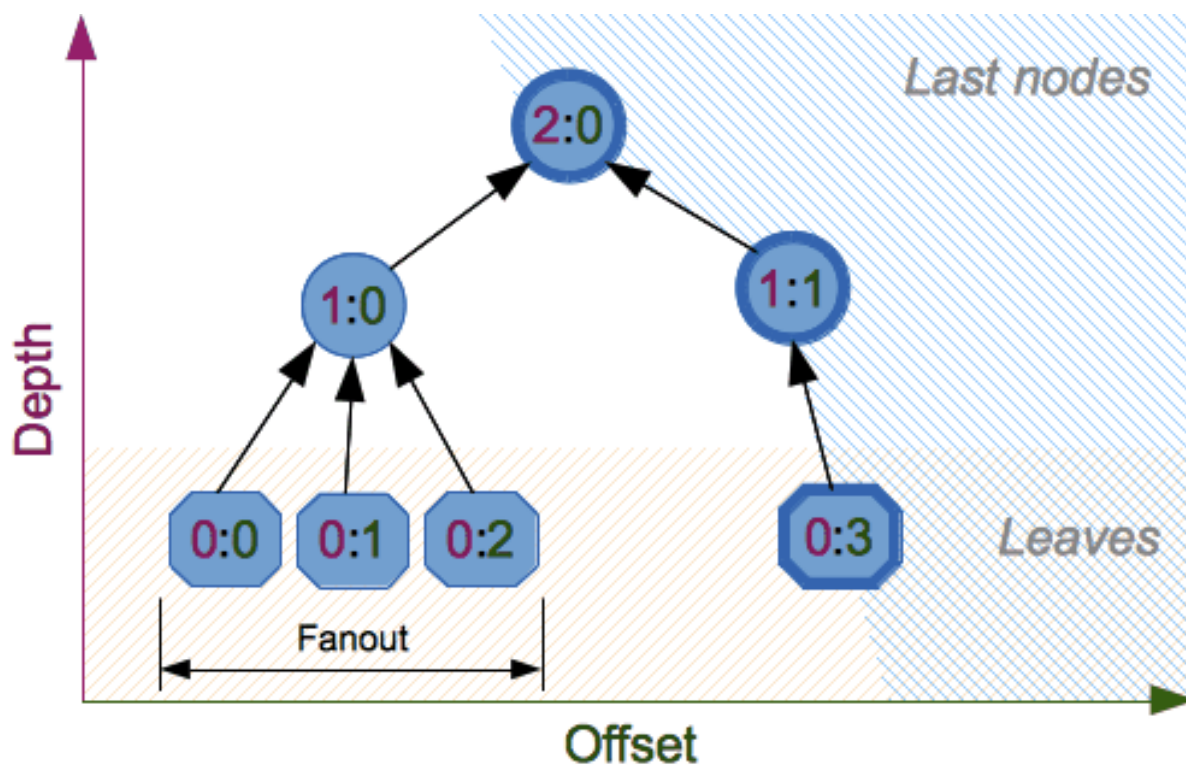 Last nodes
2:0
1:0
1:1
Depth
0:0 0:1 0:2 0:3
Leaves
Fanout
Offset